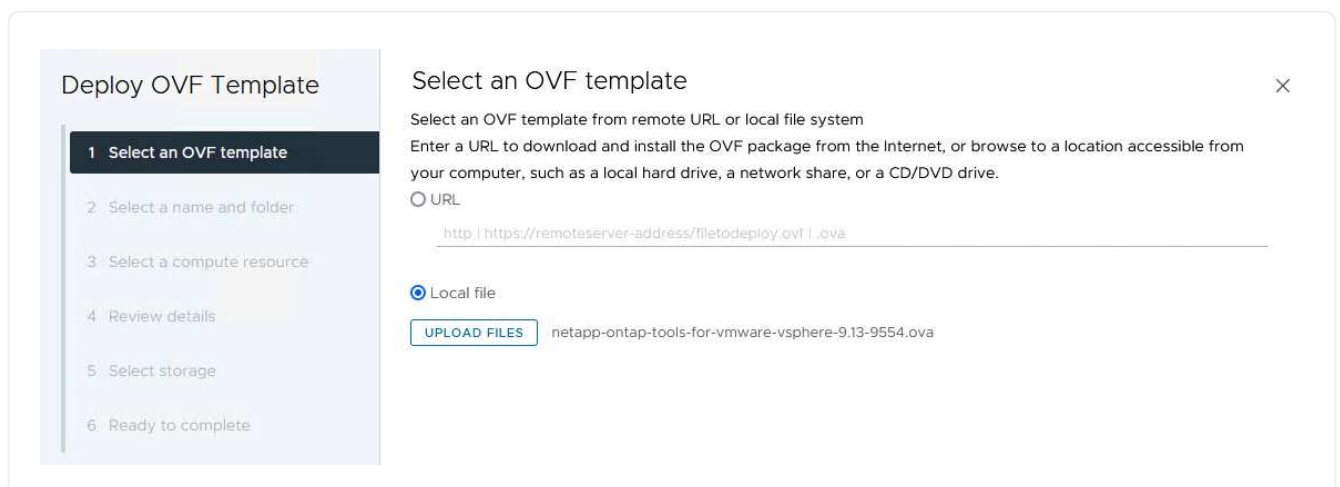 Deploy OVF Template
1 Select an OVF template
2 Select a name and folder
3 Select a compute resource
4 Review details
5 Select storage
6 Ready to complete
Select an OVF template
Select an OVF template from remote URL or local file system
Enter a URL to download and install the OVF package from the Internet, or browse to a location accessible from
your computer, such as a local hard drive, a network share, or a CD/DVD drive.
URL
http | https://remoteserver-address/filetodeploy.ovf | .ova
Local file
UPLOAD FILES netapp-ontap-tools-for-vmware-vsphere-9.13-9554.ova